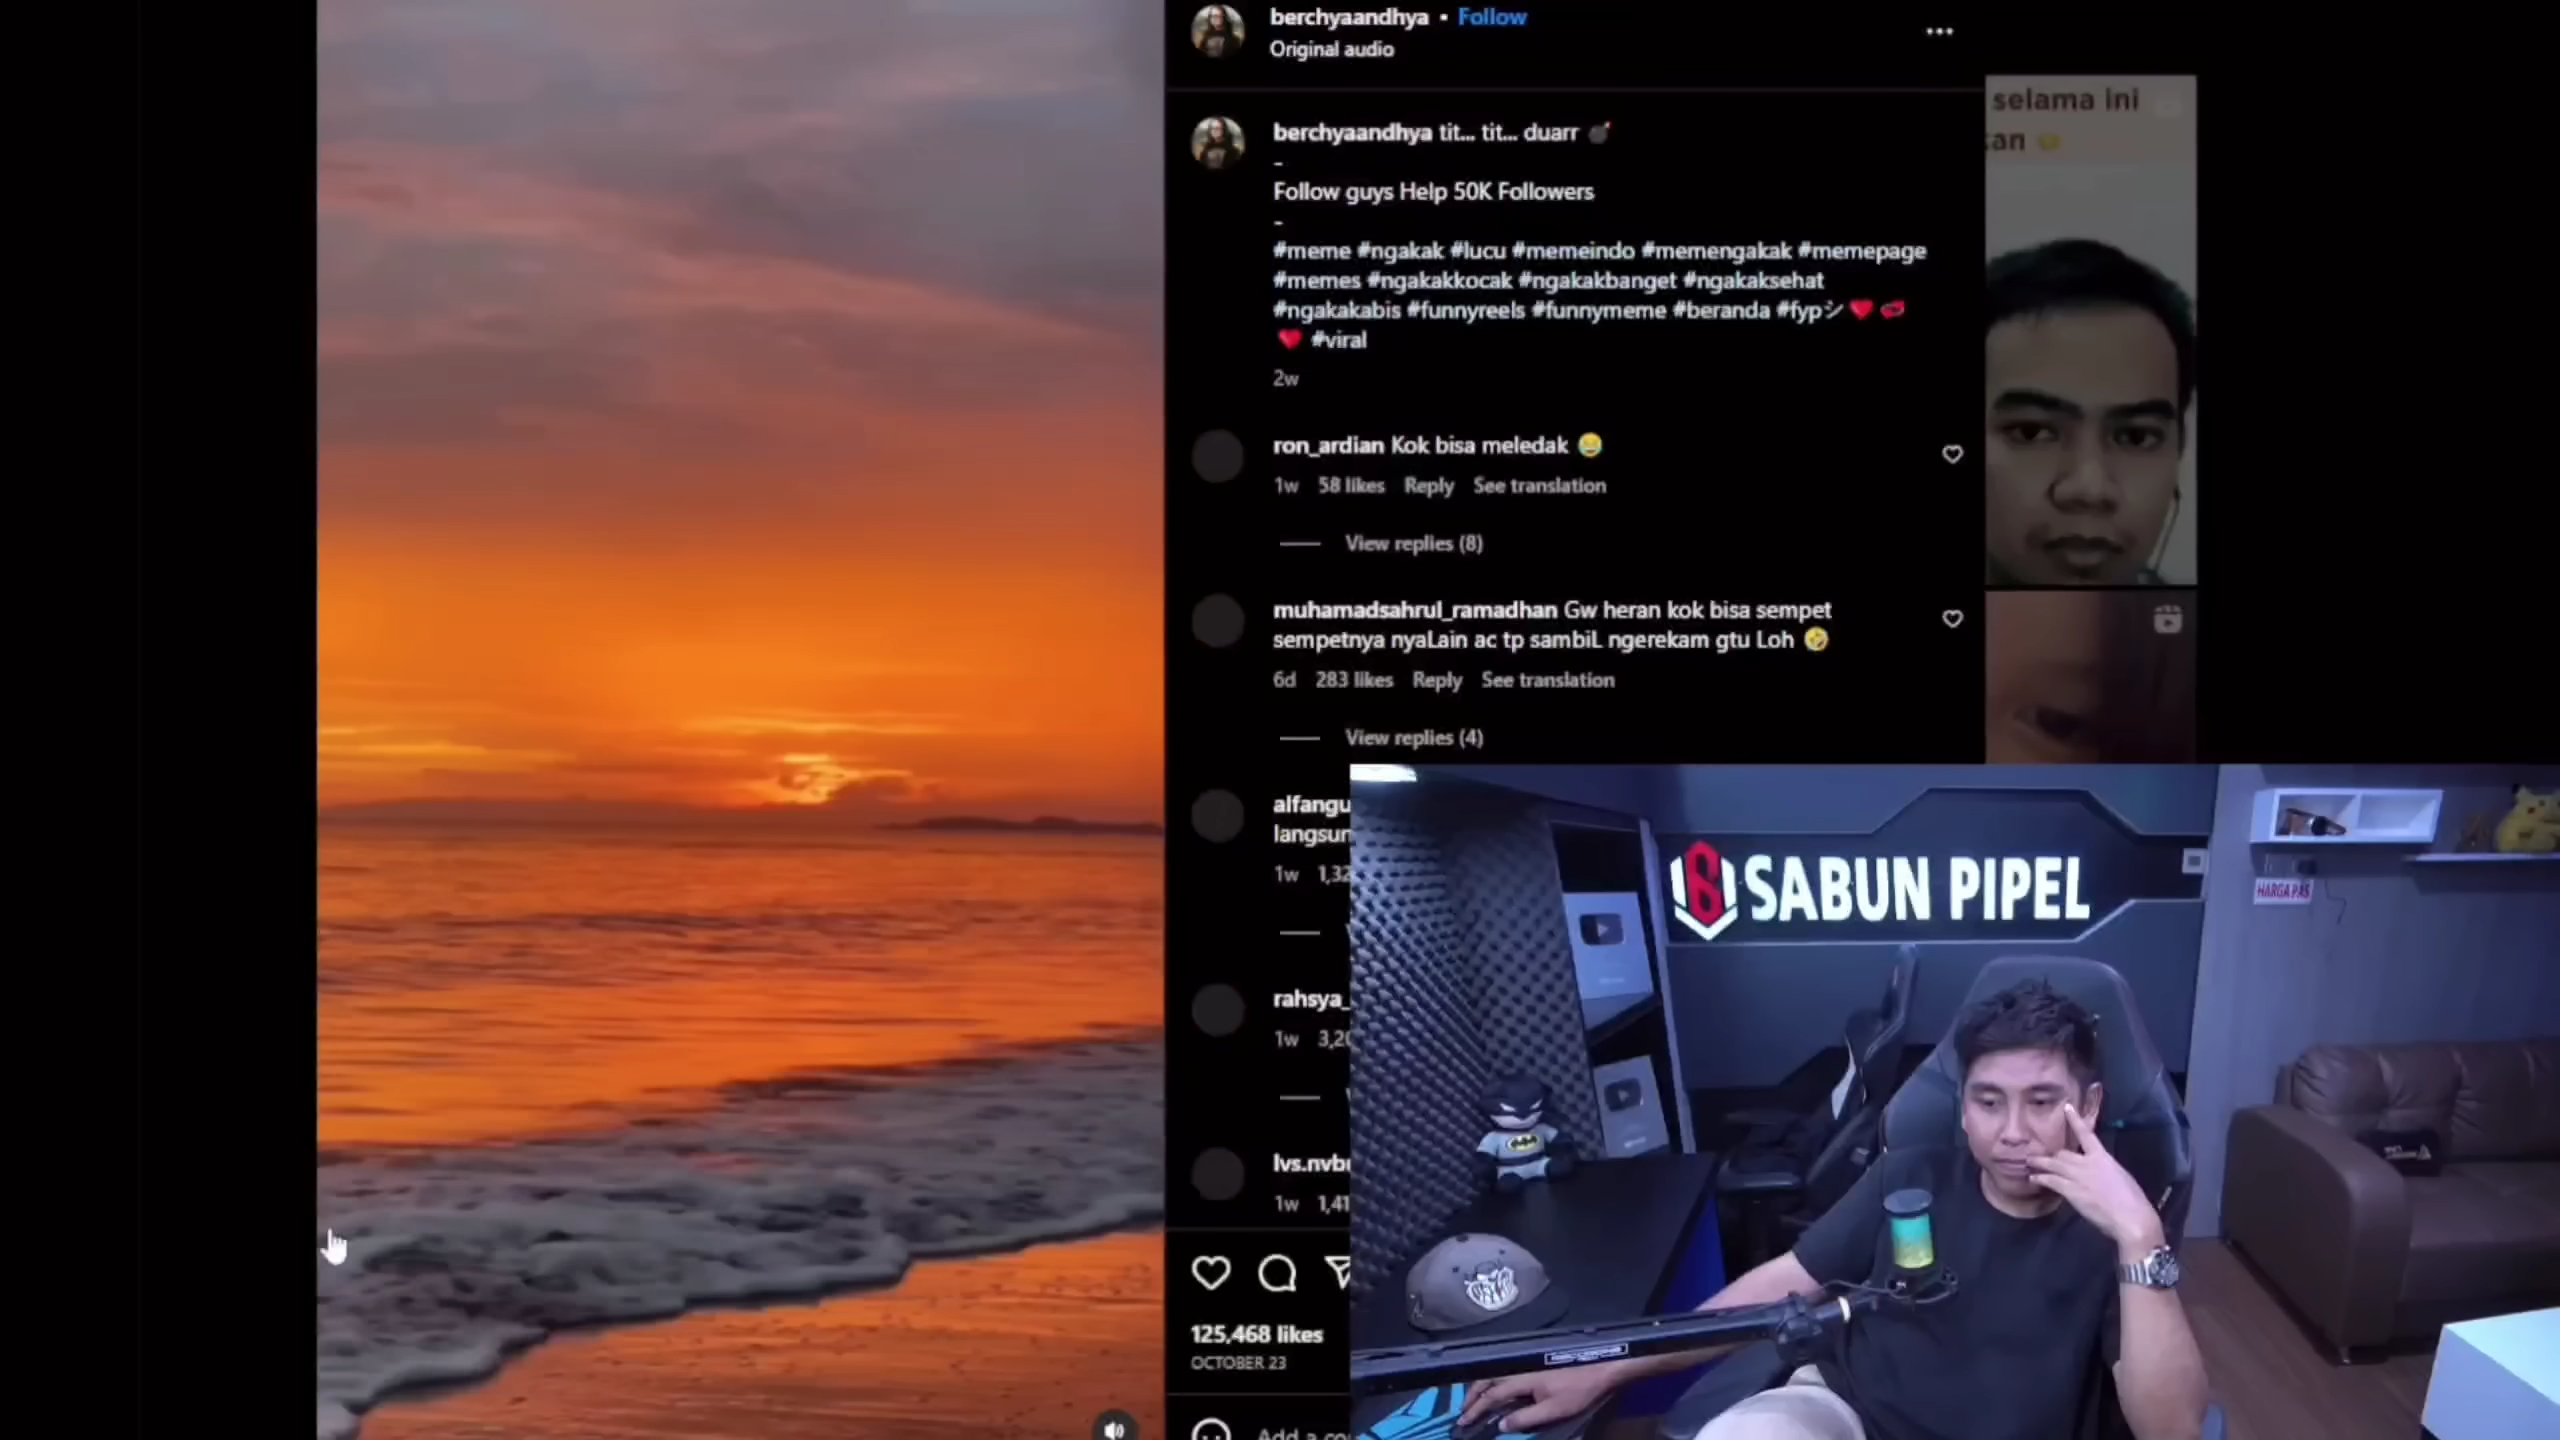 berchyaandhya • Follow
Original audio
berchyaandhya tit... tit... duarr 💣
-
Follow guys Help 50K Followers
-
#meme #ngakak #lucu #memeindo #memengakak #memepage
#memes #ngakakkocak #ngakakbanget #ngakaksehat
#ngakakabis #funnyreels #funnymeme #beranda #fypシ
#viral
2w
ron_ardian Kok bisa meledak 😂
1w 58 likes Reply See translation
View replies (8)
muhamadsahrul_ramadhan Gw heran kok bisa sempet
sempetnya nyaLain ac tp sambiL ngerekam gtu Loh 🤣
6d 283 likes Reply See translation
View replies (4)
alfangu
langsun
1w 1,32
rahsya_
1w 3,20
lvs.nvb
1w 1,41
125,468 likes
OCTOBER 23
Add a co
selama ini
kan
SABUN PIPEL
HARGA PAS